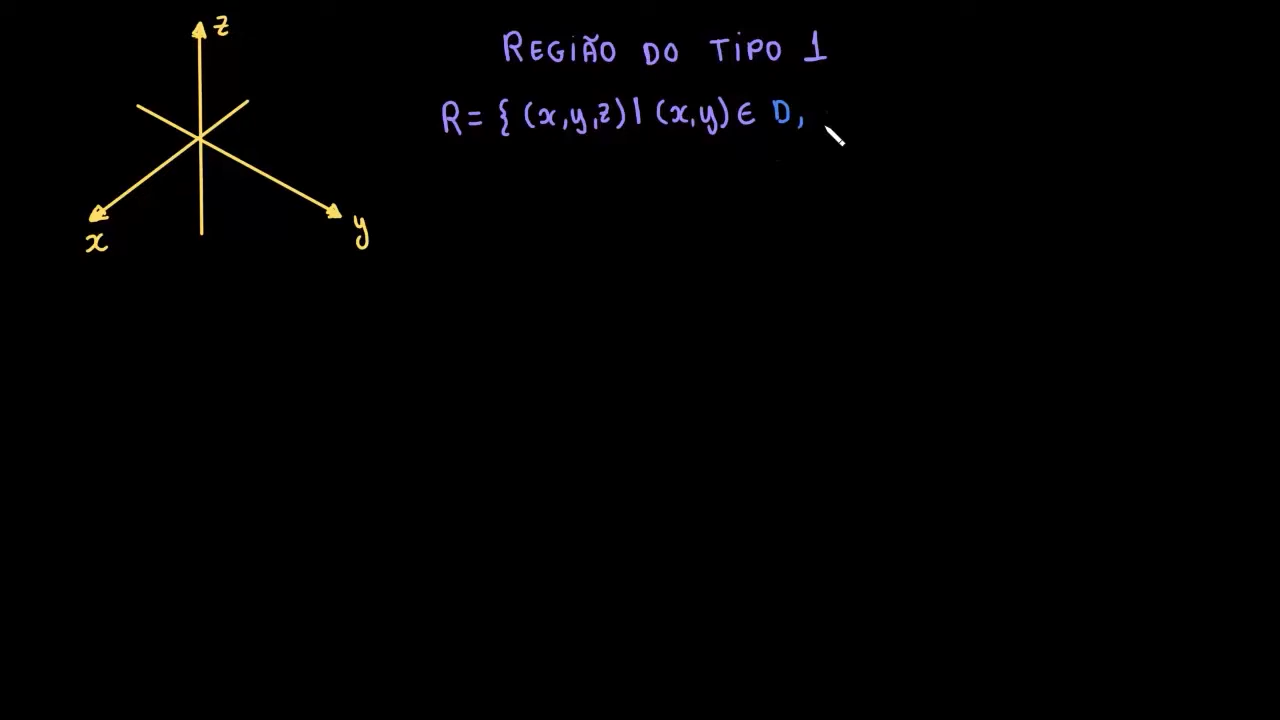 z
REGIÃO DO TIPO 1
R = { (x,y,z) | (x,y) ∈ D,
x
y